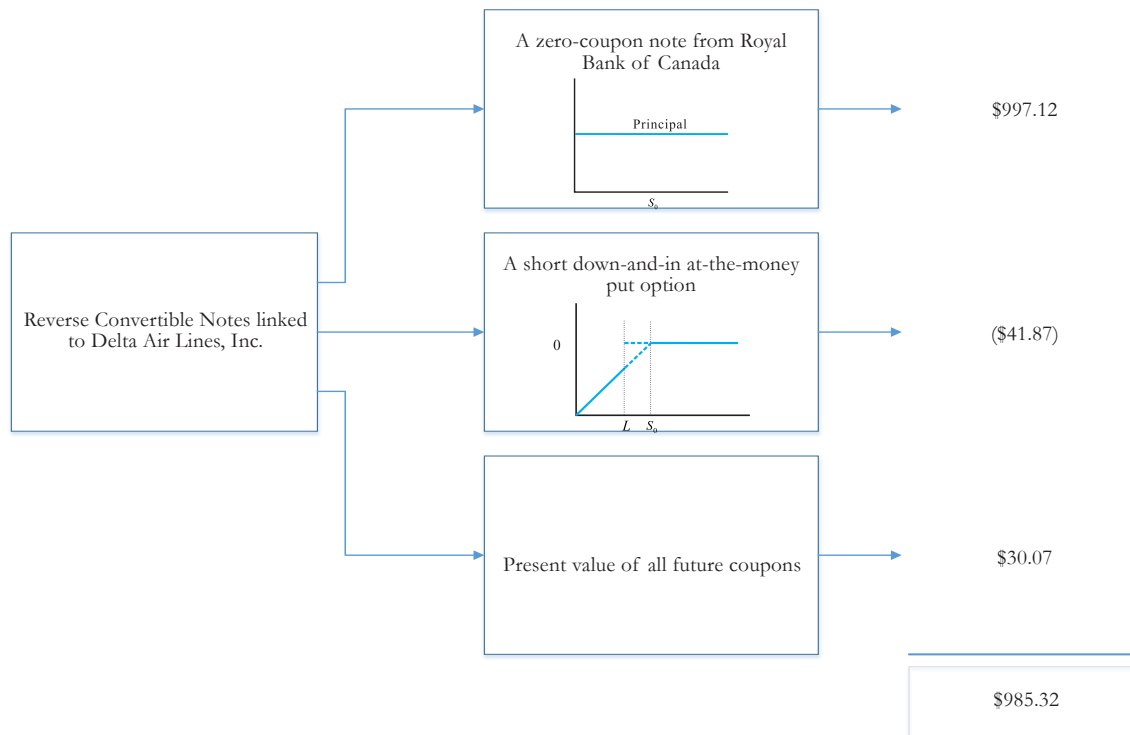 A zero-coupon note from Royal
Bank of Canada
Principal
S₀
$997.12
Reverse Convertible Notes linked
to Delta Air Lines, Inc.
A short down-and-in at-the-money
put option
0
L S₀
($41.87)
Present value of all future coupons
$30.07
$985.32